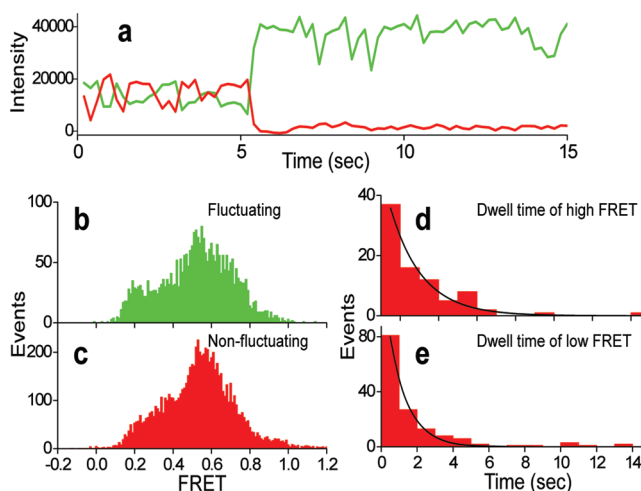 40000
20000
0
Intensity
a
0
5
10
15
Time (sec)
100
50
0
b
Fluctuating
200
100
0
c
Non-fluctuating
Events
-0.2 0.0 0.2 0.4 0.6 0.8 1.0 1.2
FRET
40
20
0
d
Dwell time of high FRET
80
40
0
e
Dwell time of low FRET
Events
0 2 4 6 8 10 12 14
Time (sec)